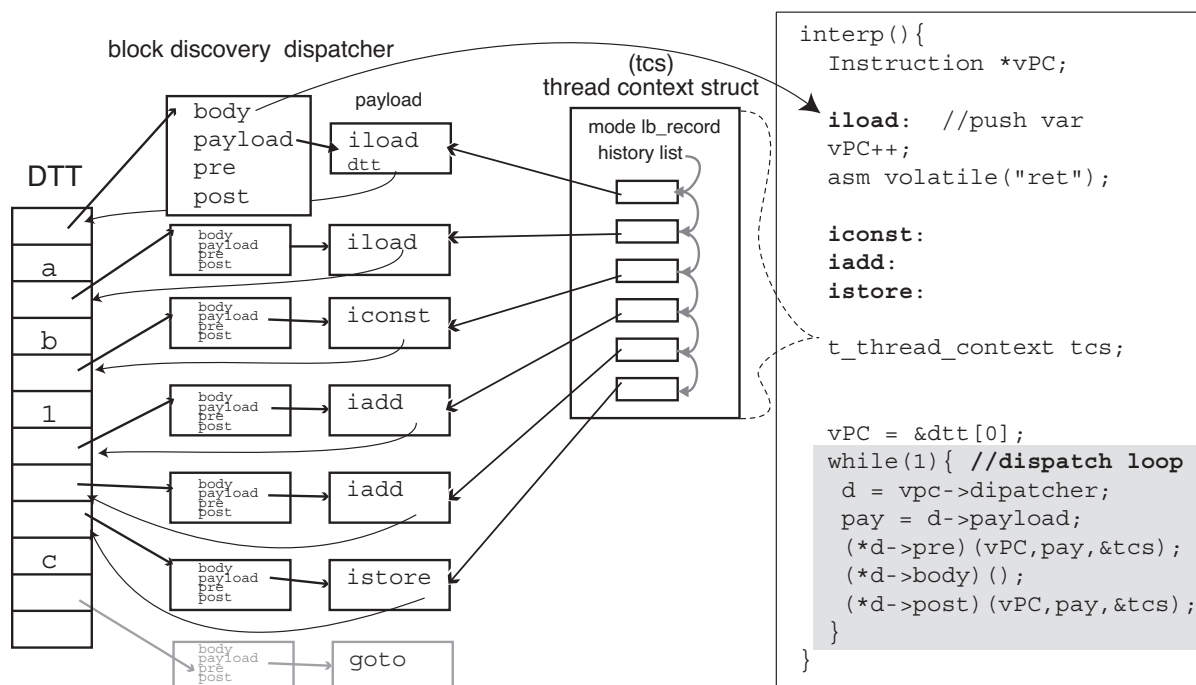 block discovery dispatcher
(tcs)
thread context struct
DTT
body
payload
pre
post
payload
iload
dtt
mode lb_record
history list
a
b
1
c
body
payload
pre
post
iload
body
payload
pre
post
iconst
body
payload
pre
post
iadd
body
payload
pre
post
iadd
body
payload
pre
post
istore
body
payload
pre
post
goto
interp(){
Instruction *vPC;
iload: //push var
vPC++;
asm volatile("ret");
iconst:
iadd:
istore:
t_thread_context tcs;
vPC = &dtt[0];
while(1){ //dispatch loop
d = vpc->dipatcher;
pay = d->payload;
(*d->pre)(vPC,pay,&tcs);
(*d->body)();
(*d->post)(vPC,pay,&tcs);
}
}